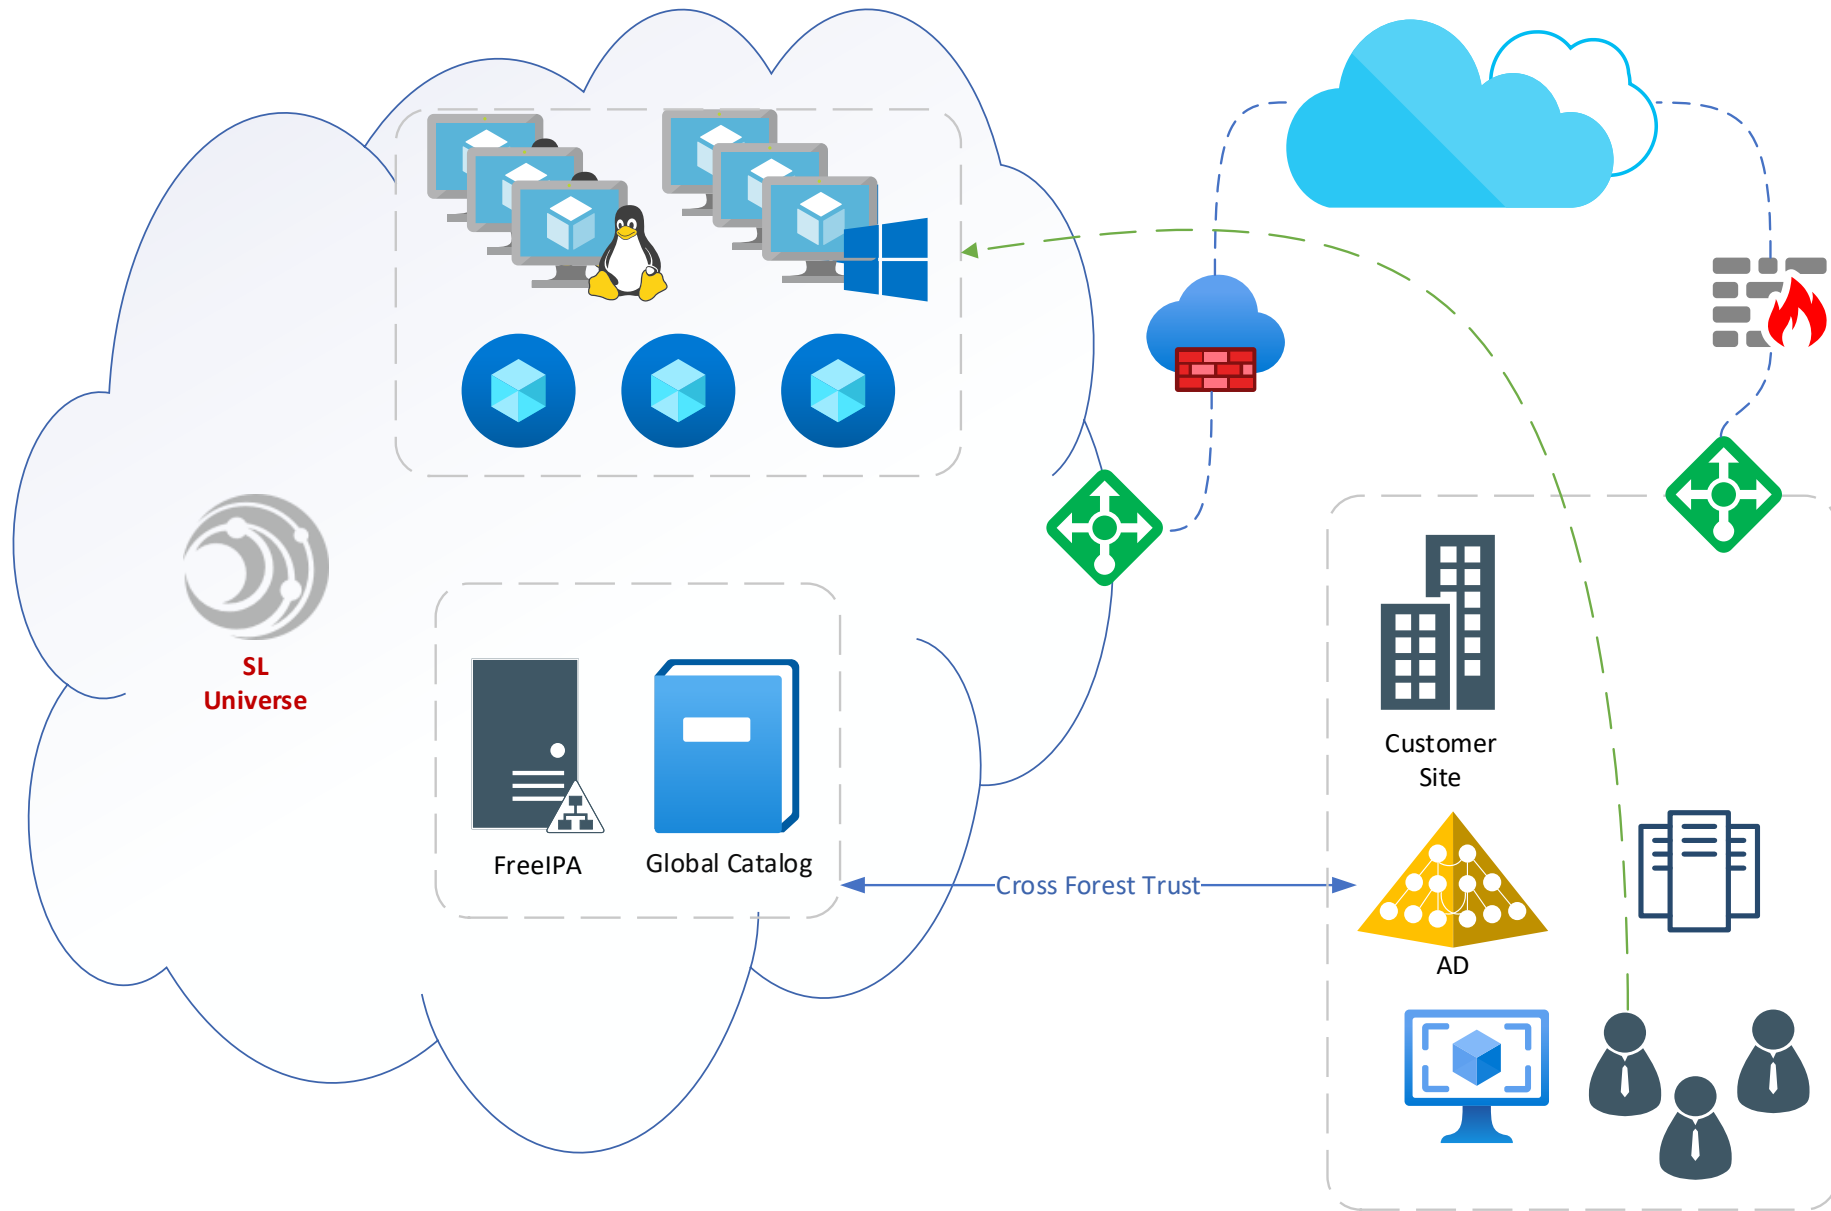 SL
Universe
FreeIPA
Global Catalog
Cross Forest Trust
Customer
Site
AD